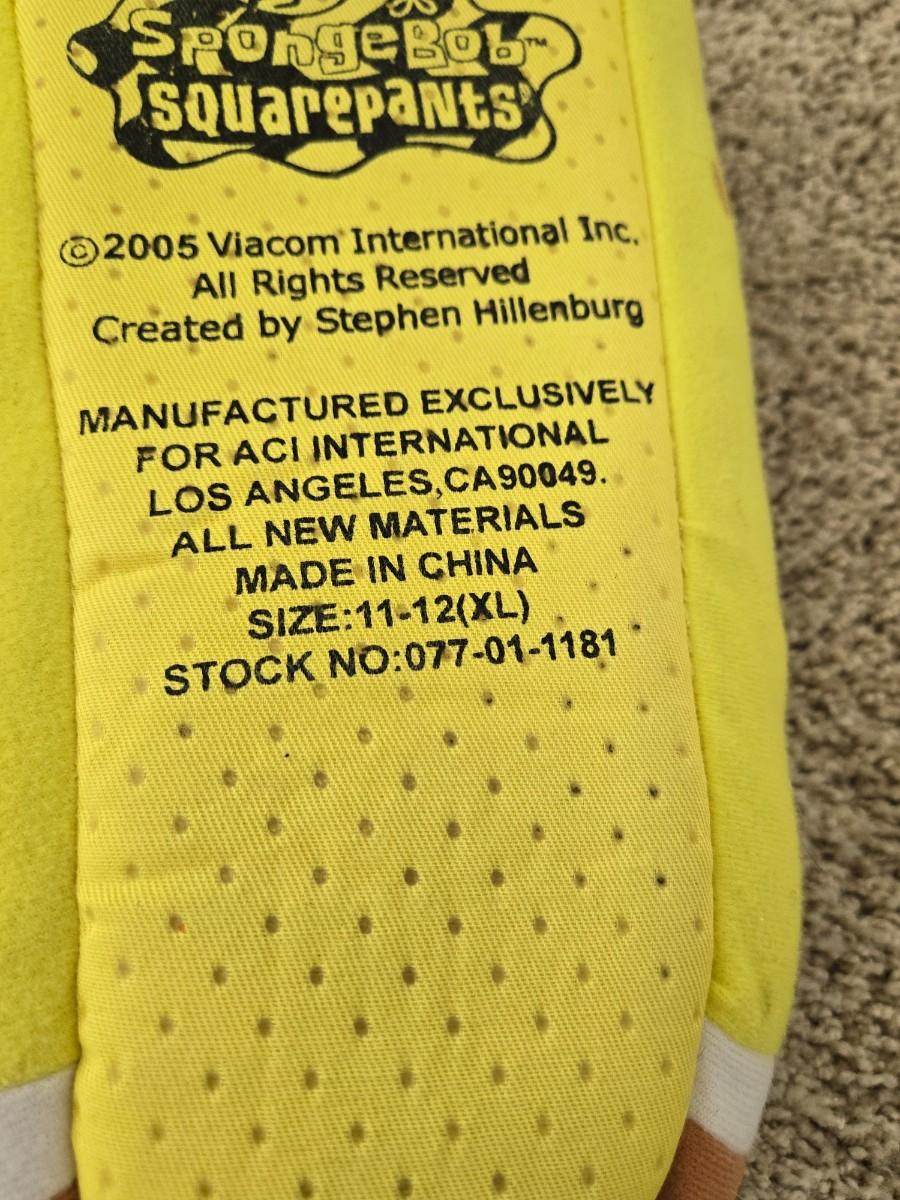 SpongeBob™
SQUAREPANTS
©2005 Viacom International Inc.
All Rights Reserved
Created by Stephen Hillenburg
MANUFACTURED EXCLUSIVELY
FOR ACI INTERNATIONAL
LOS ANGELES,CA90049.
ALL NEW MATERIALS
MADE IN CHINA
SIZE:11-12(XL)
STOCK NO:077-01-1181